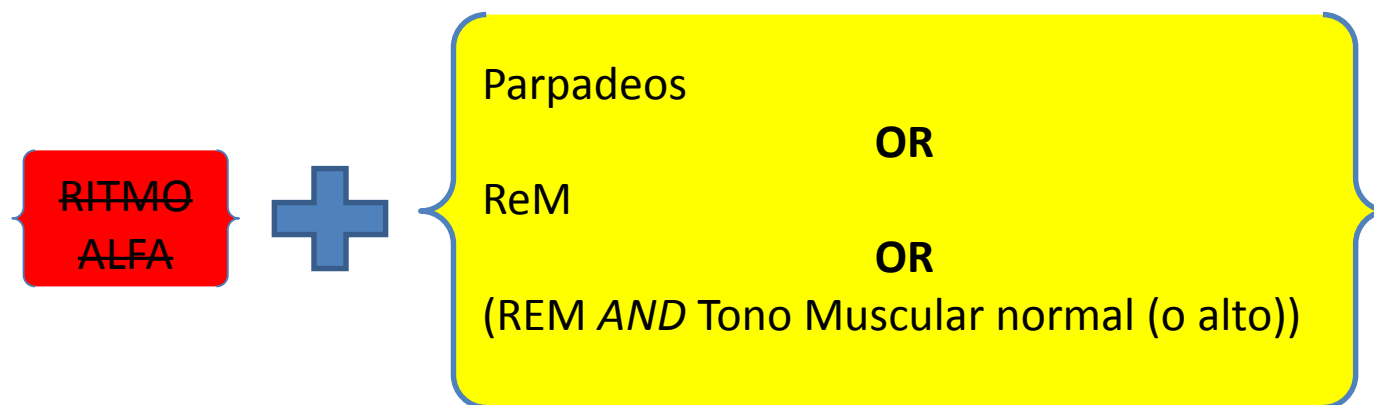 RITMO
ALFA
Parpadeos
OR
ReM
OR
(REM AND Tono Muscular normal (o alto))